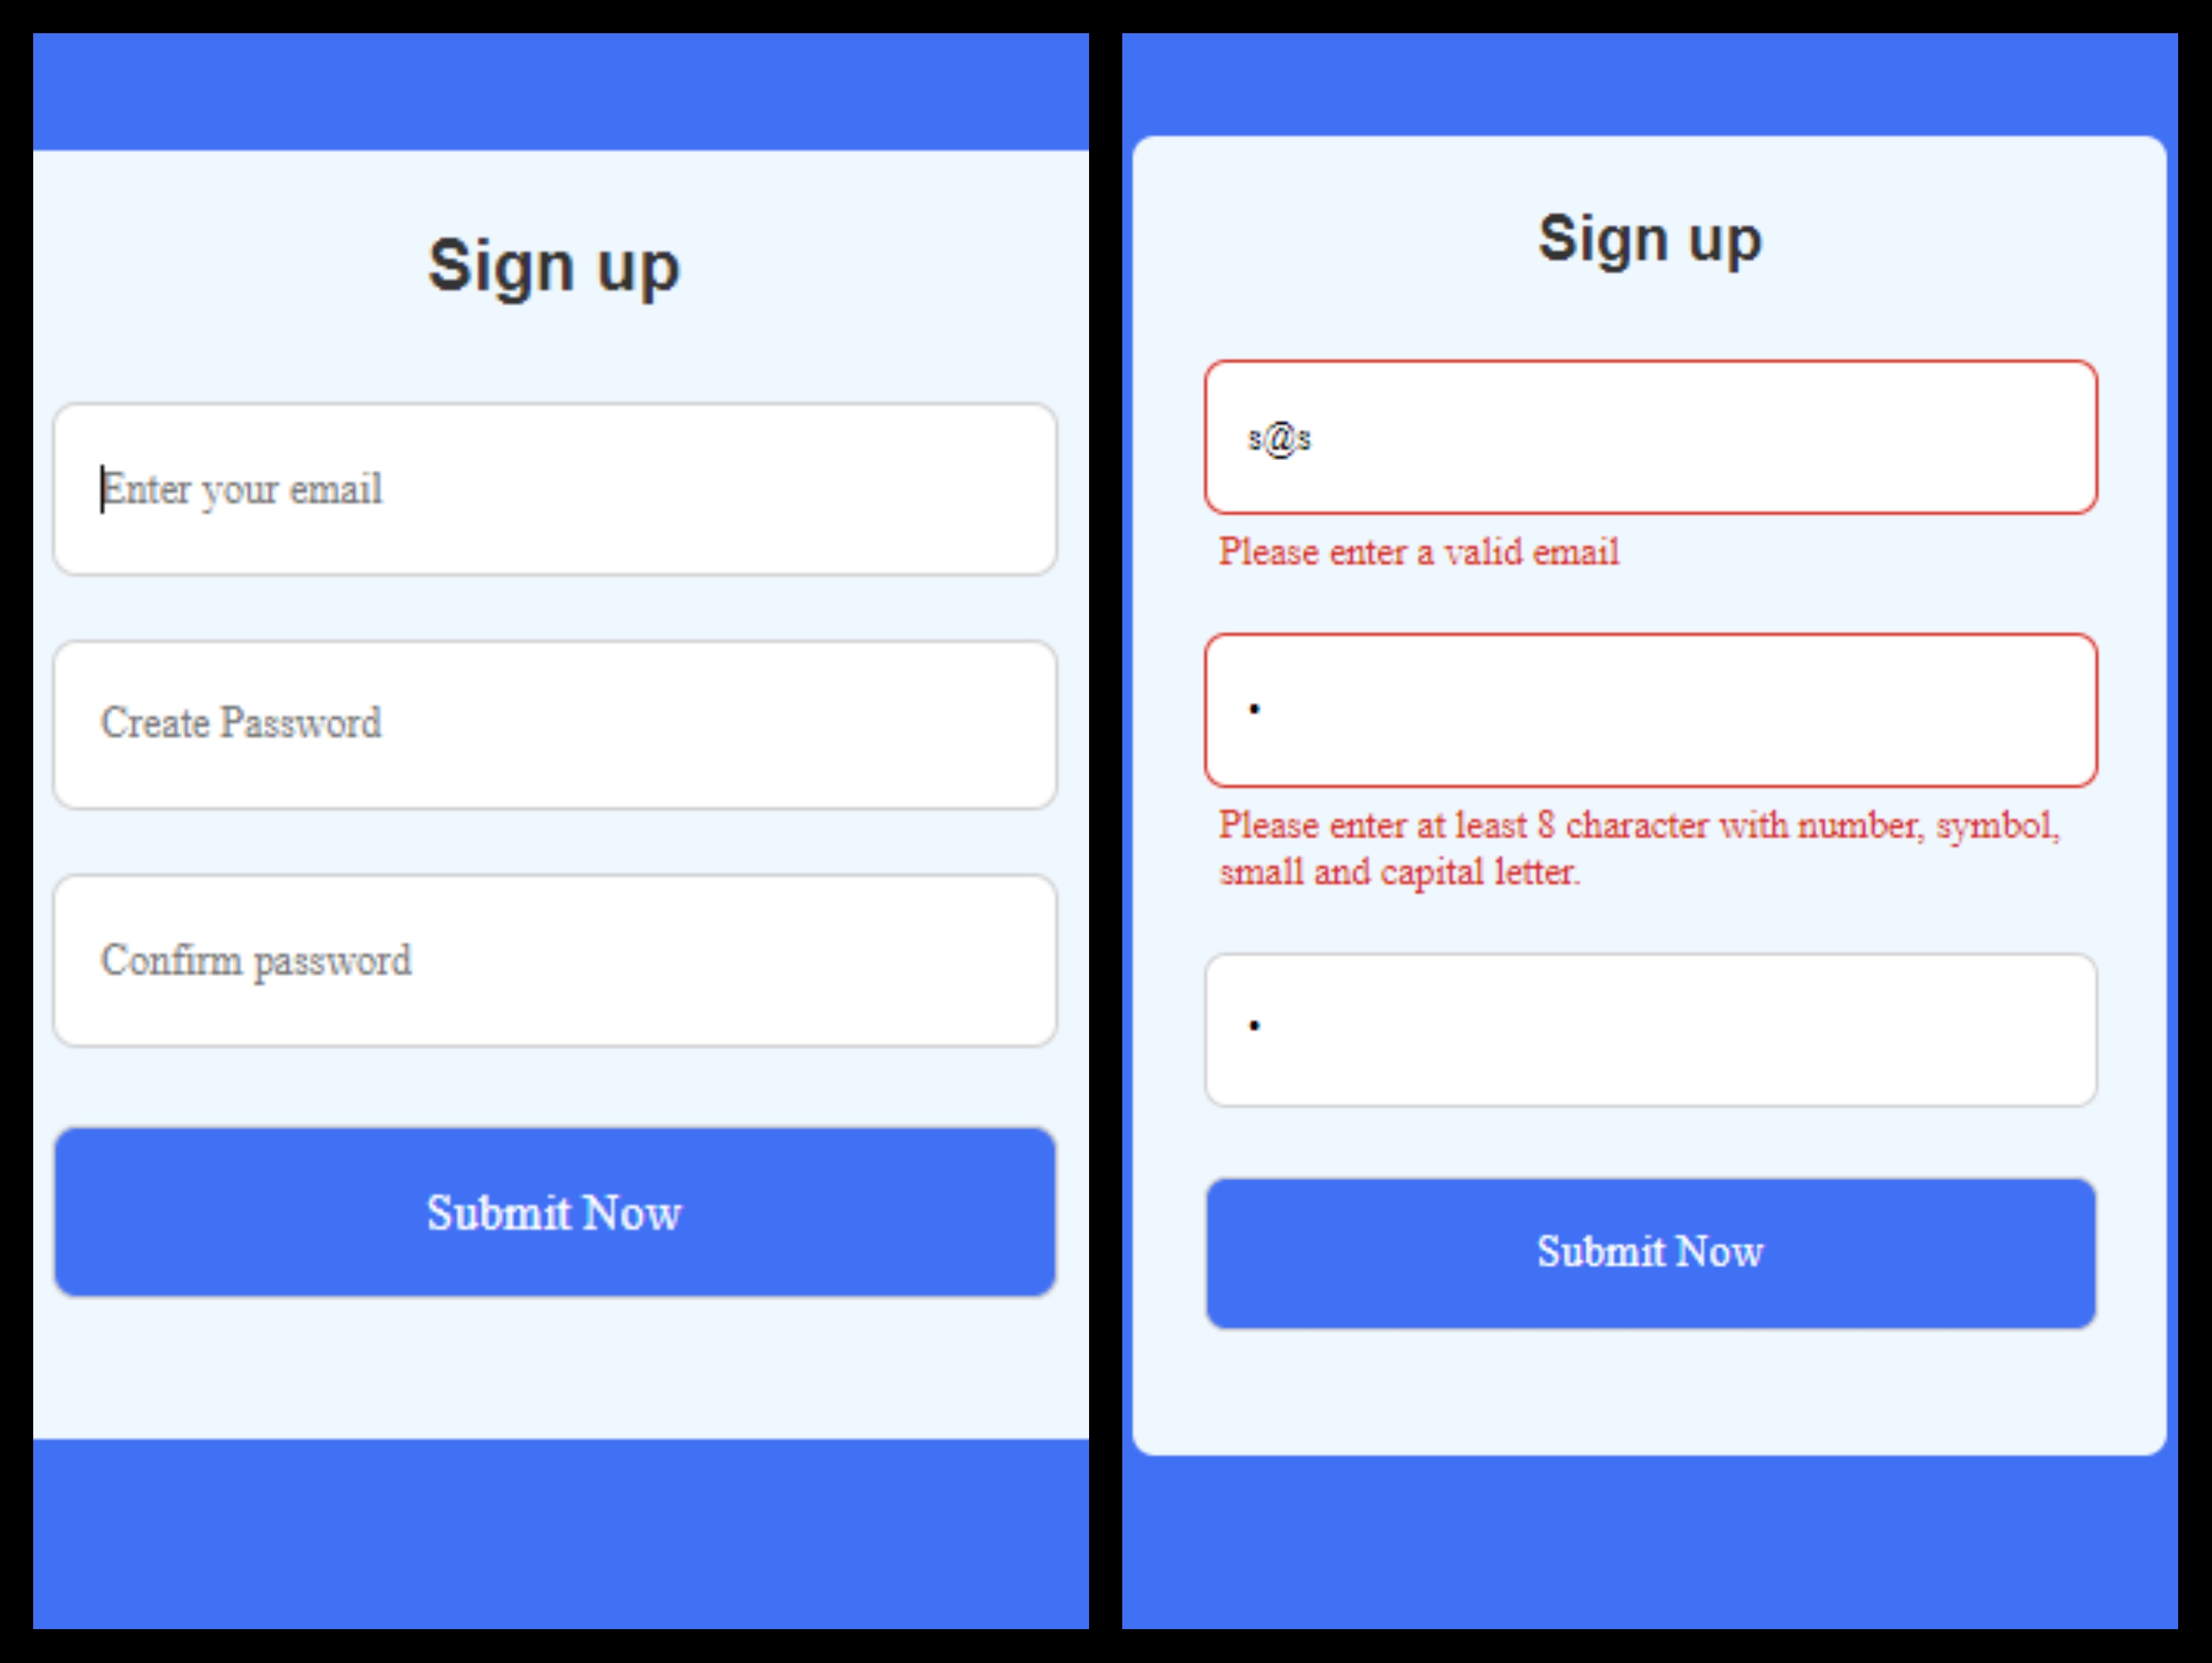 Sign up
Enter your email
Create Password
Confirm password
Submit Now
Sign up
s@s
Please enter a valid email
•
Please enter at least 8 character with number, symbol,
small and capital letter.
•
Submit Now